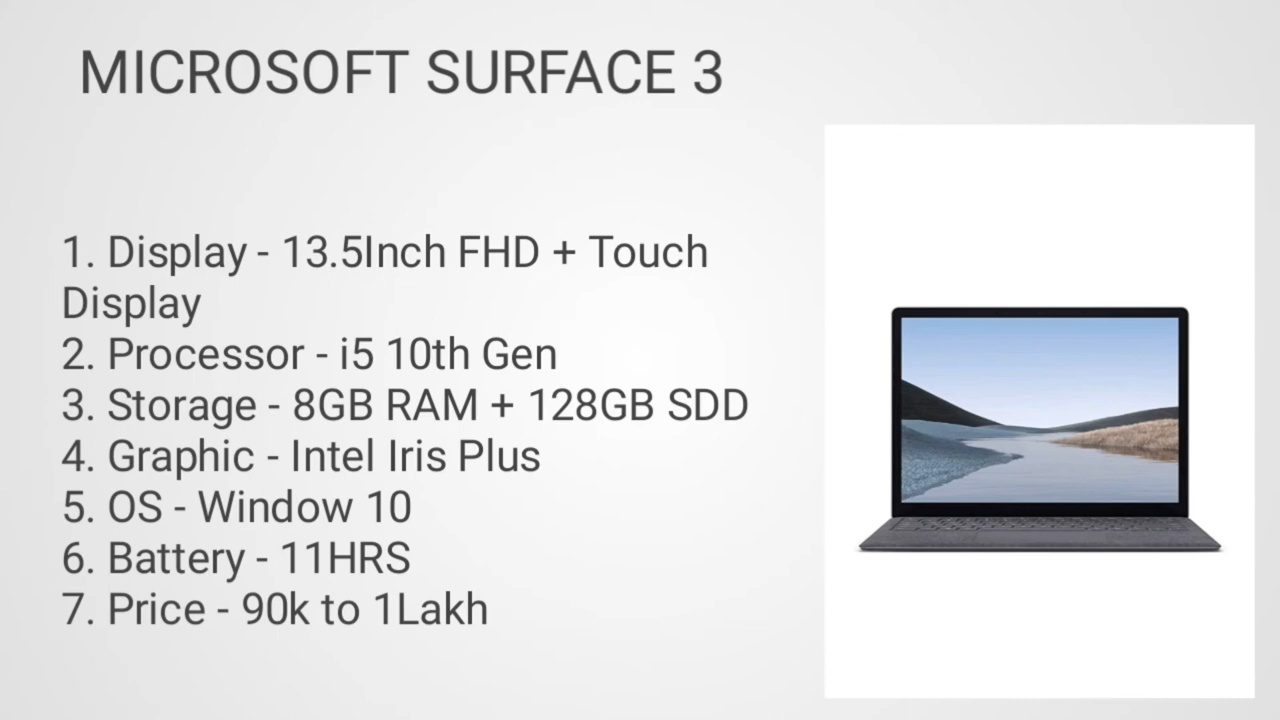 MICROSOFT SURFACE 3
1. Display - 13.5Inch FHD + Touch
Display
2. Processor - i5 10th Gen
3. Storage - 8GB RAM + 128GB SDD
4. Graphic - Intel Iris Plus
5. OS - Window 10
6. Battery - 11HRS
7. Price - 90k to 1Lakh